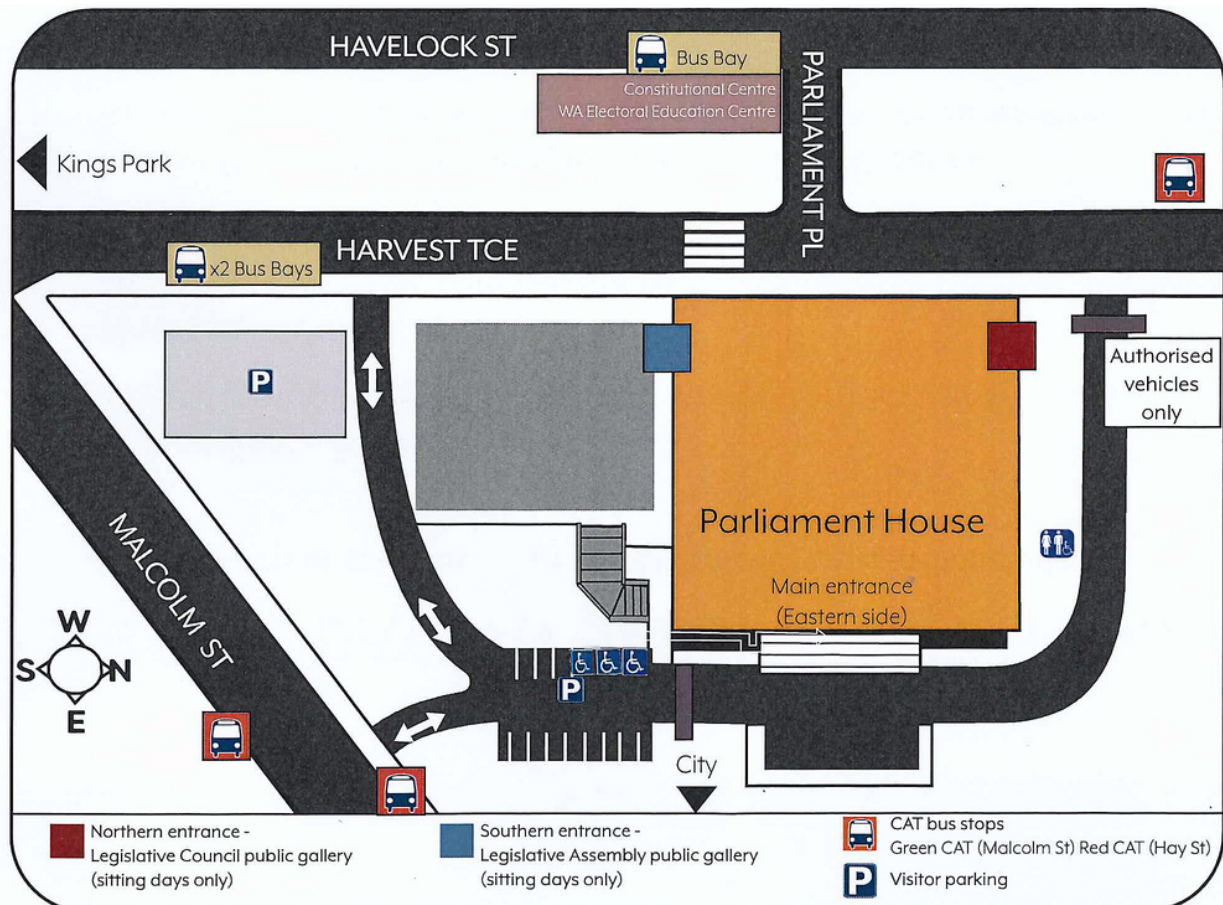 HAVELOCK ST
Bus Bay
Constitutional Centre
WA Electoral Education Centre
PARLIAMENT PL
Kings Park
HARVEST TCE
x2 Bus Bays
P
Authorised
vehicles
only
MALCOLM ST
Parliament House
Main entrance
(Eastern side)
W
S N
E
P
City
Northern entrance -
Legislative Council public gallery
(sitting days only)
Southern entrance -
Legislative Assembly public gallery
(sitting days only)
CAT bus stops
Green CAT (Malcolm St) Red CAT (Hay St)
P Visitor parking